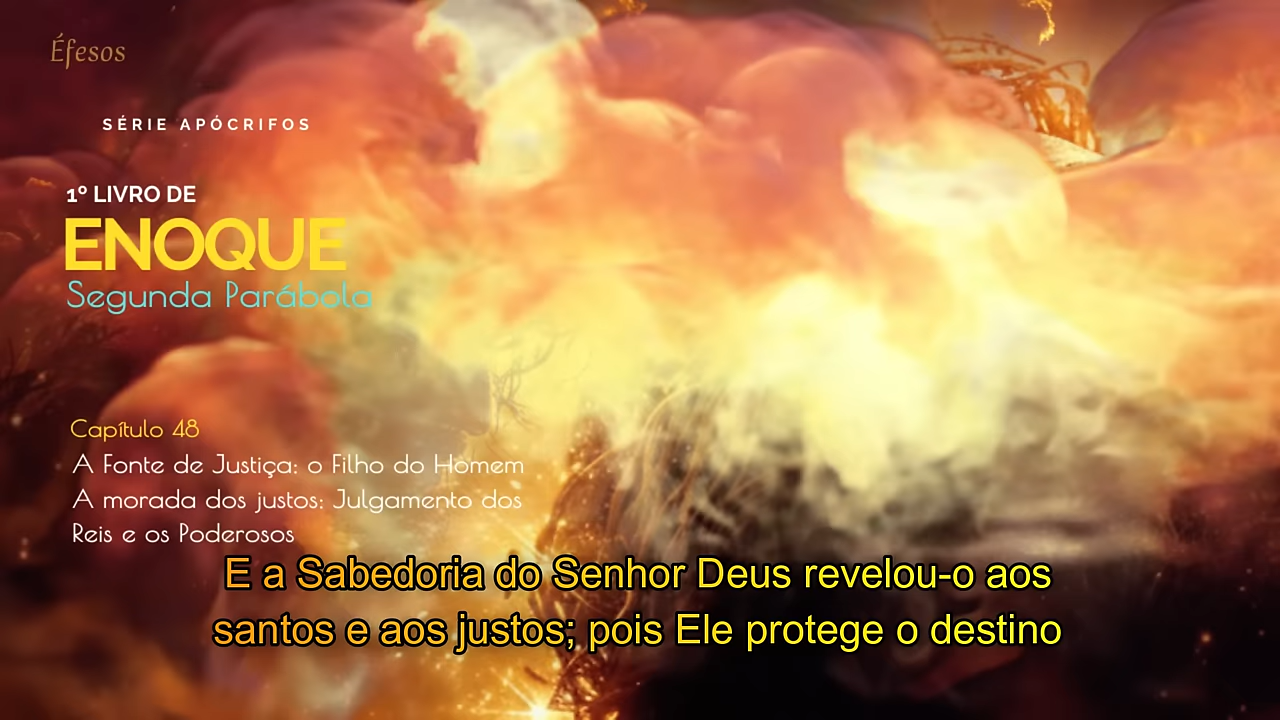 Éfesos
SÉRIE APÓCRIFOS
1º LIVRO DE
ENOQUE
Segunda Parábola
Capítulo 48
A Fonte de Justiça: o Filho do Homem
A morada dos justos: Julgamento dos
Reis e os Poderosos
E a Sabedoria do Senhor Deus revelou-o aos
santos e aos justos; pois Ele protege o destino